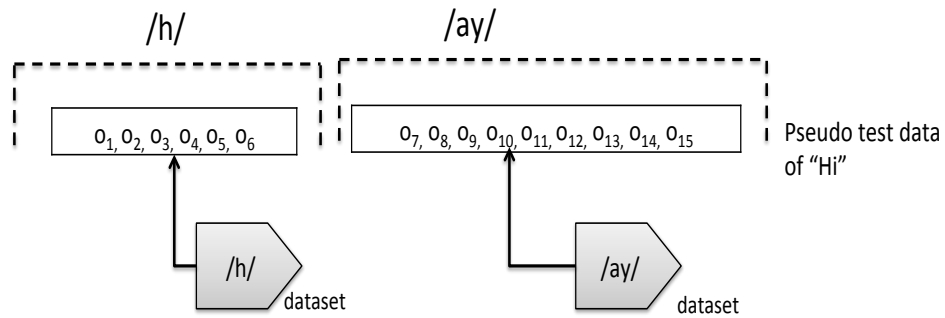 /h/
/ay/
o₁, o₂, o₃, o₄, o₅, o₆
o₇, o₈, o₉, o₁₀, o₁₁, o₁₂, o₁₃, o₁₄, o₁₅
Pseudo test data
of “Hi”
/h/
dataset
/ay/
dataset